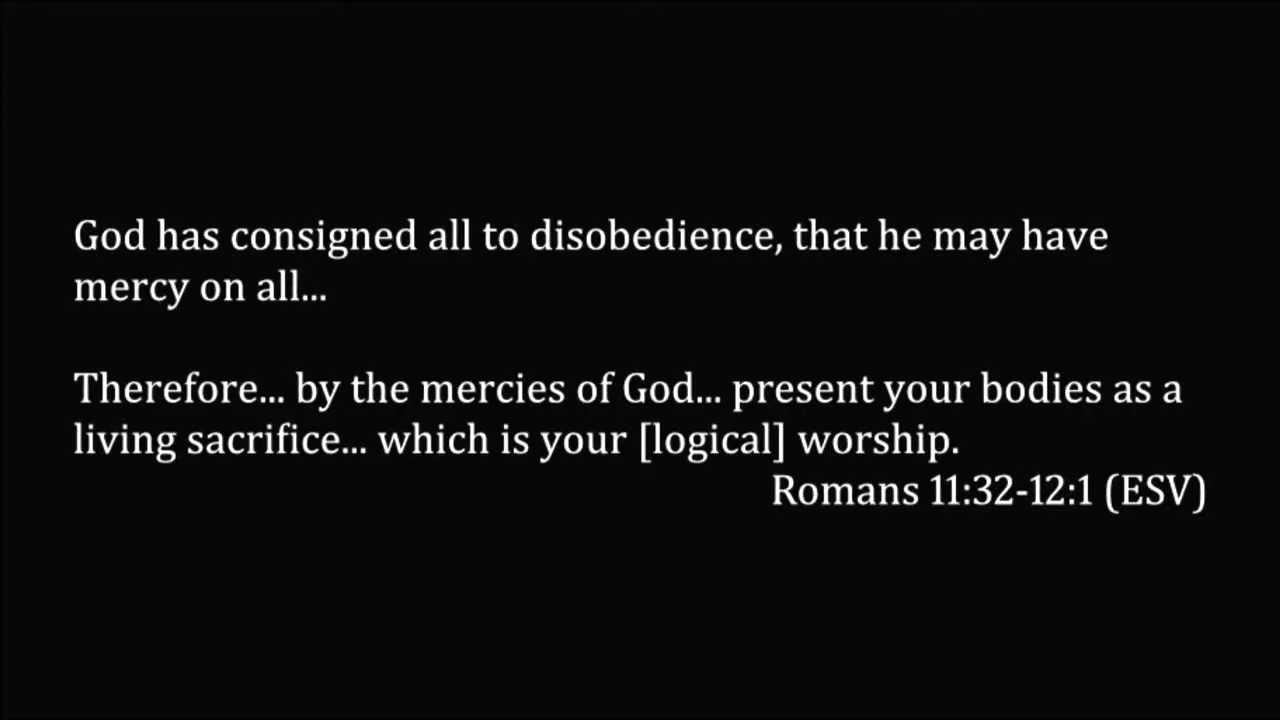 God has consigned all to disobedience, that he may have
mercy on all...
Therefore... by the mercies of God... present your bodies as a
living sacrifice... which is your [logical] worship.
Romans 11:32-12:1 (ESV)